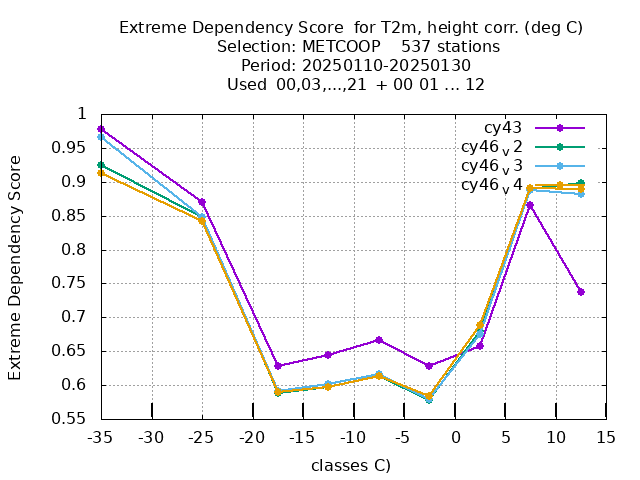 Extreme Dependency Score  for T2m, height corr. (deg C)
Selection: METCOOP    537 stations
Period: 20250110-20250130
Used  00,03,...,21  + 00 01 ... 12
Extreme Dependency Score
1
0.95
0.9
0.85
0.8
0.75
0.7
0.65
0.6
0.55
cy43
cy46_v2
cy46_v3
cy46_v4
-35 -30 -25 -20 -15 -10 -5 0 5 10 15
classes C)